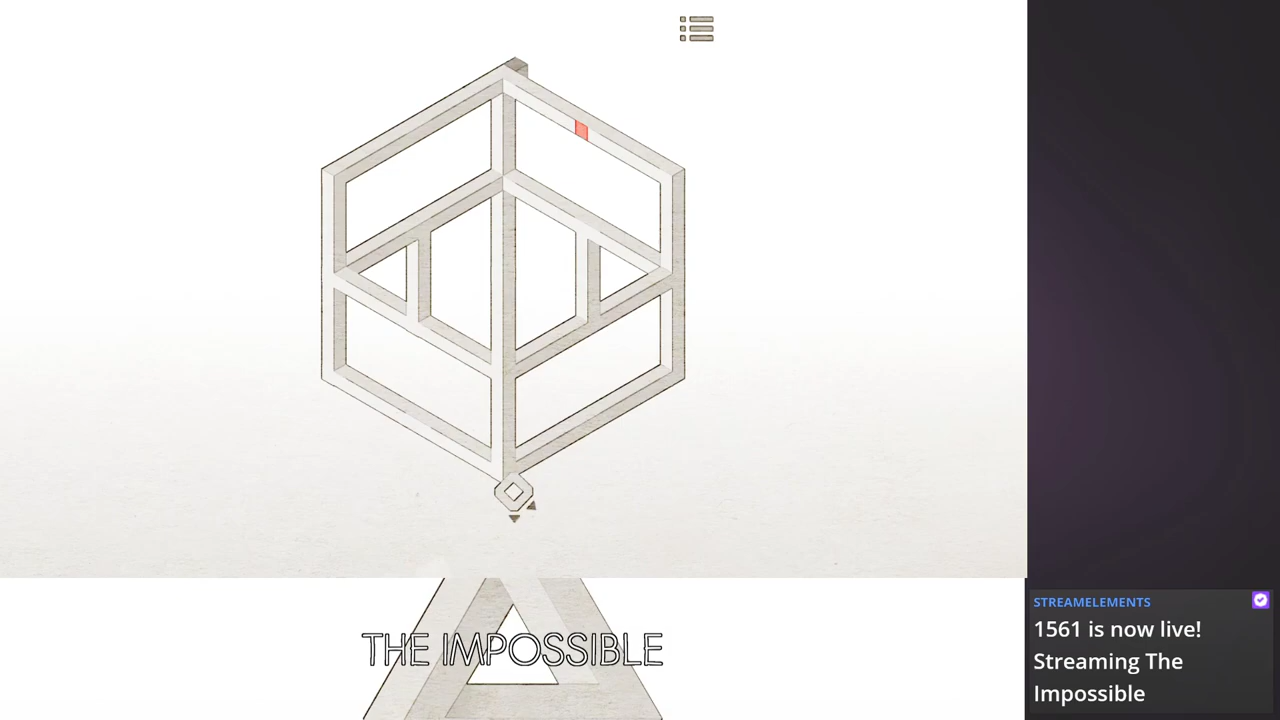 THE IMPOSSIBLE
STREAMELEMENTS
1561 is now live!
Streaming The
Impossible